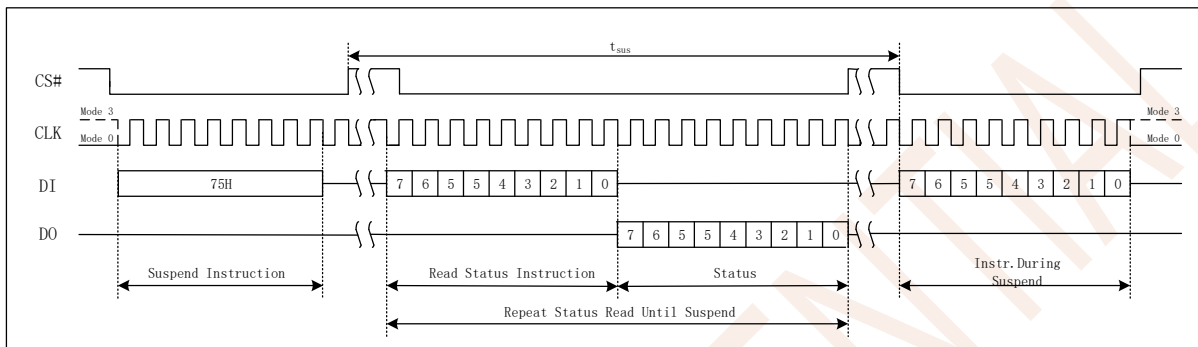 t_sus
CS#
Mode 3
CLK
Mode 3
Mode 0
Mode 0
DI
75H
7 6 5 5 4 3 2 1 0
7 6 5 5 4 3 2 1 0
DO
7 6 5 5 4 3 2 1 0
Suspend Instruction
Read Status Instruction
Status
Instr.During
Suspend
Repeat Status Read Until Suspend